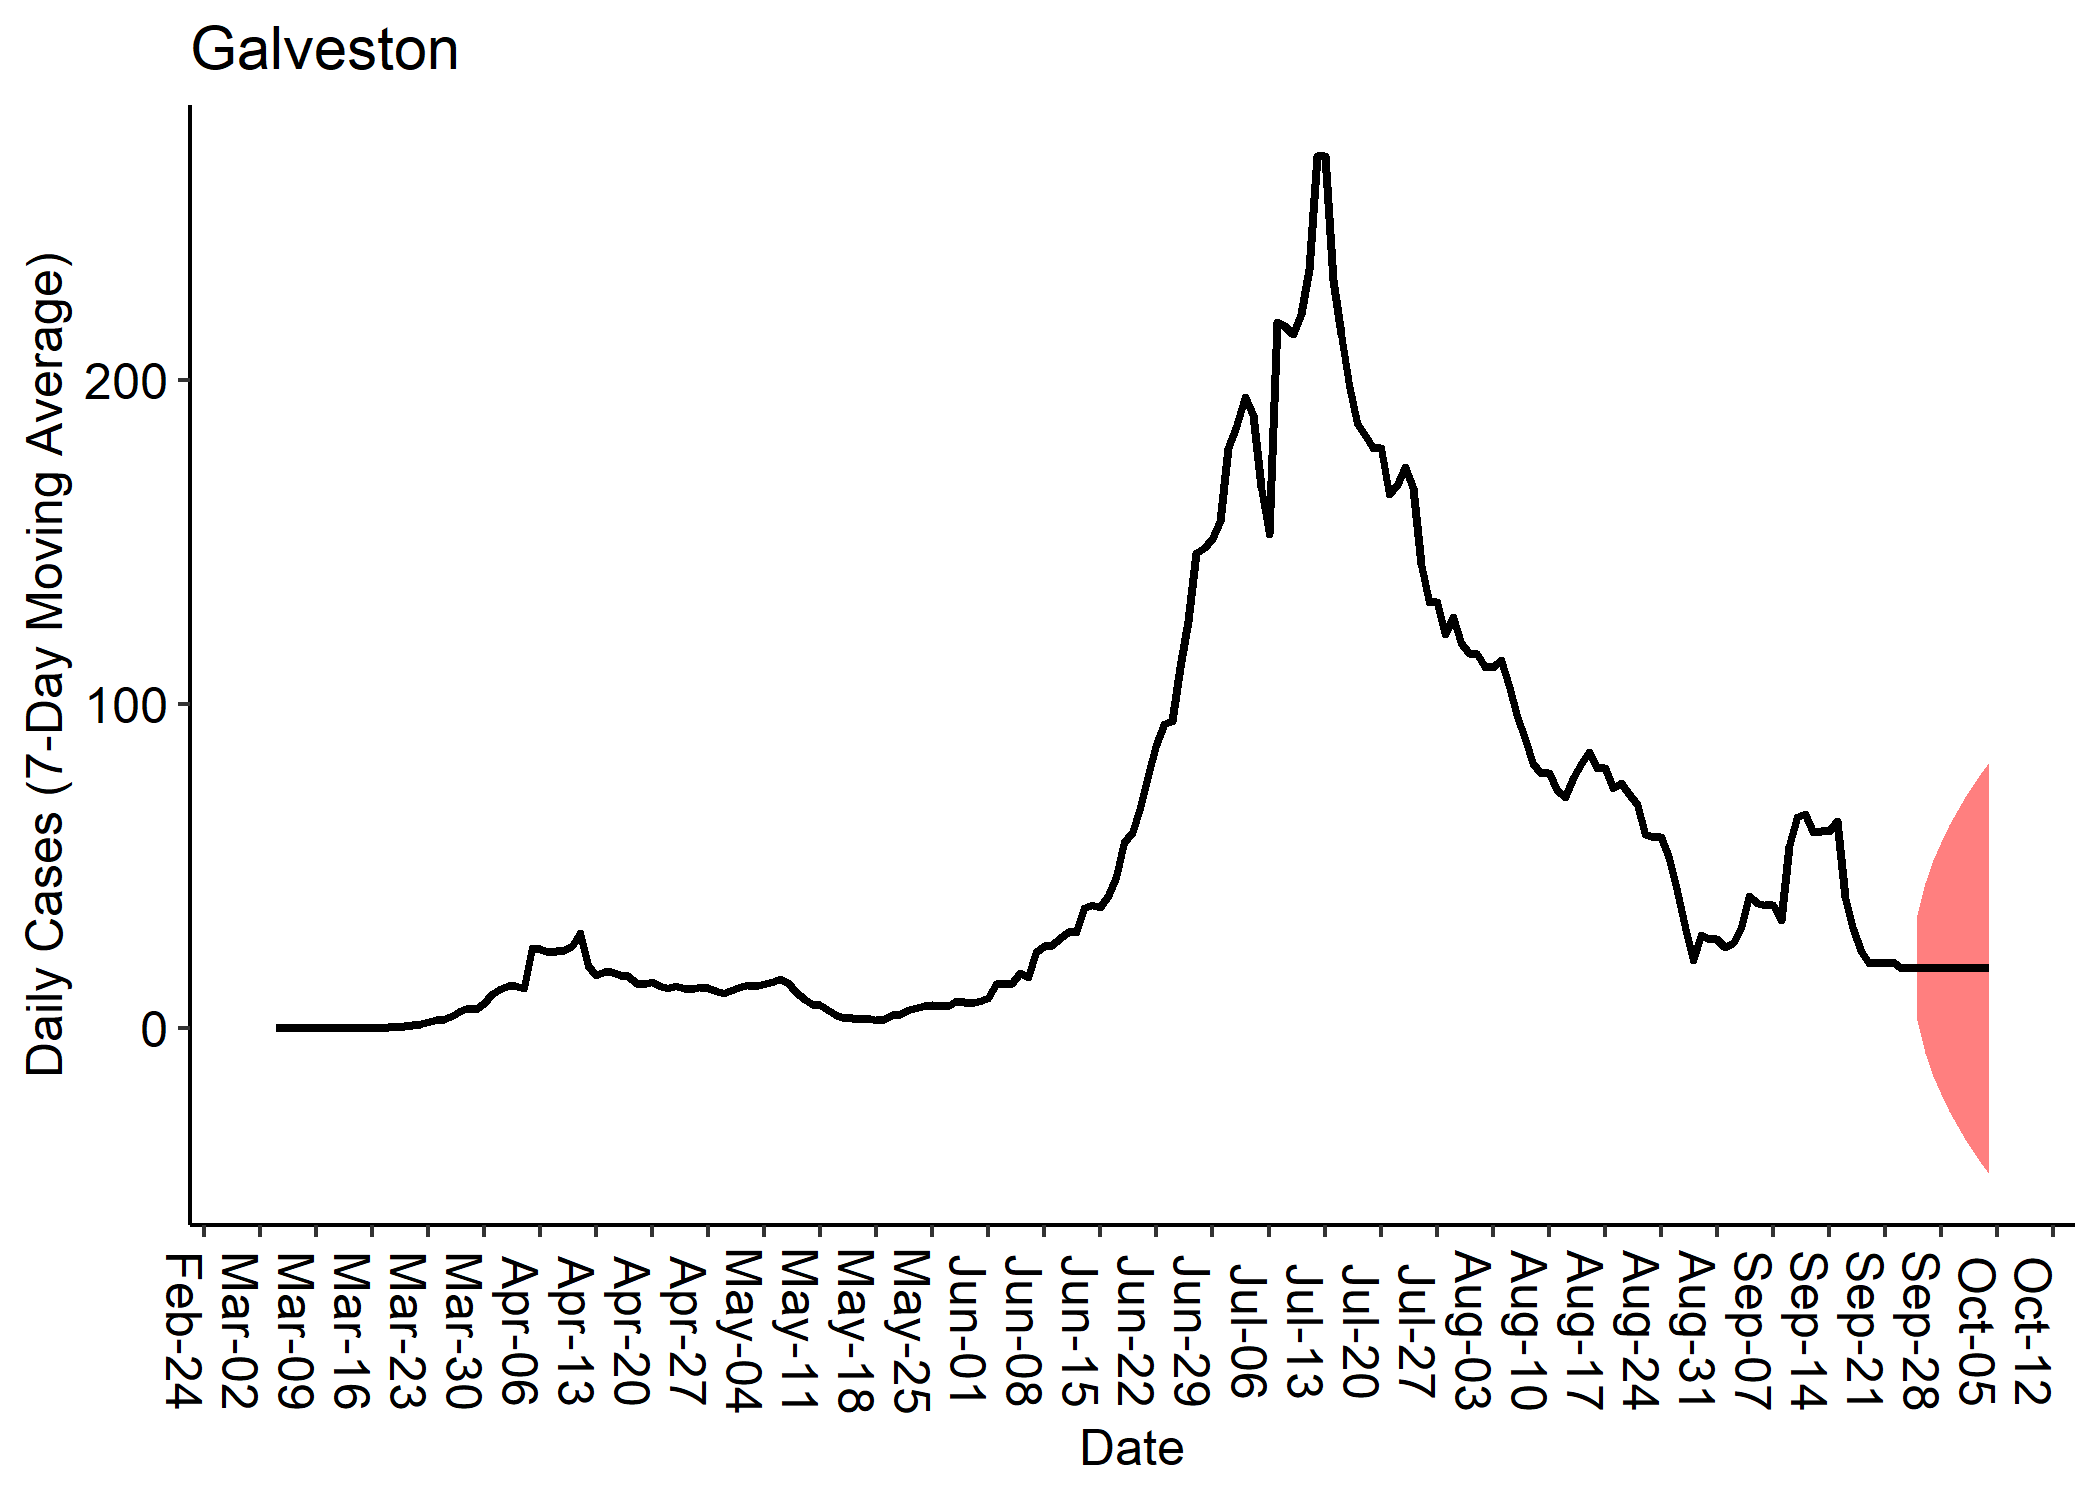 Galveston
Daily Cases (7-Day Moving Average)
200
100
0
Feb-24
Mar-02
Mar-09
Mar-16
Mar-23
Mar-30
Apr-06
Apr-13
Apr-20
Apr-27
May-04
May-11
May-18
May-25
Jun-01
Jun-08
Jun-15
Jun-22
Jun-29
Jul-06
Jul-13
Jul-20
Jul-27
Aug-03
Aug-10
Aug-17
Aug-24
Aug-31
Sep-07
Sep-14
Sep-21
Sep-28
Oct-05
Oct-12
Date